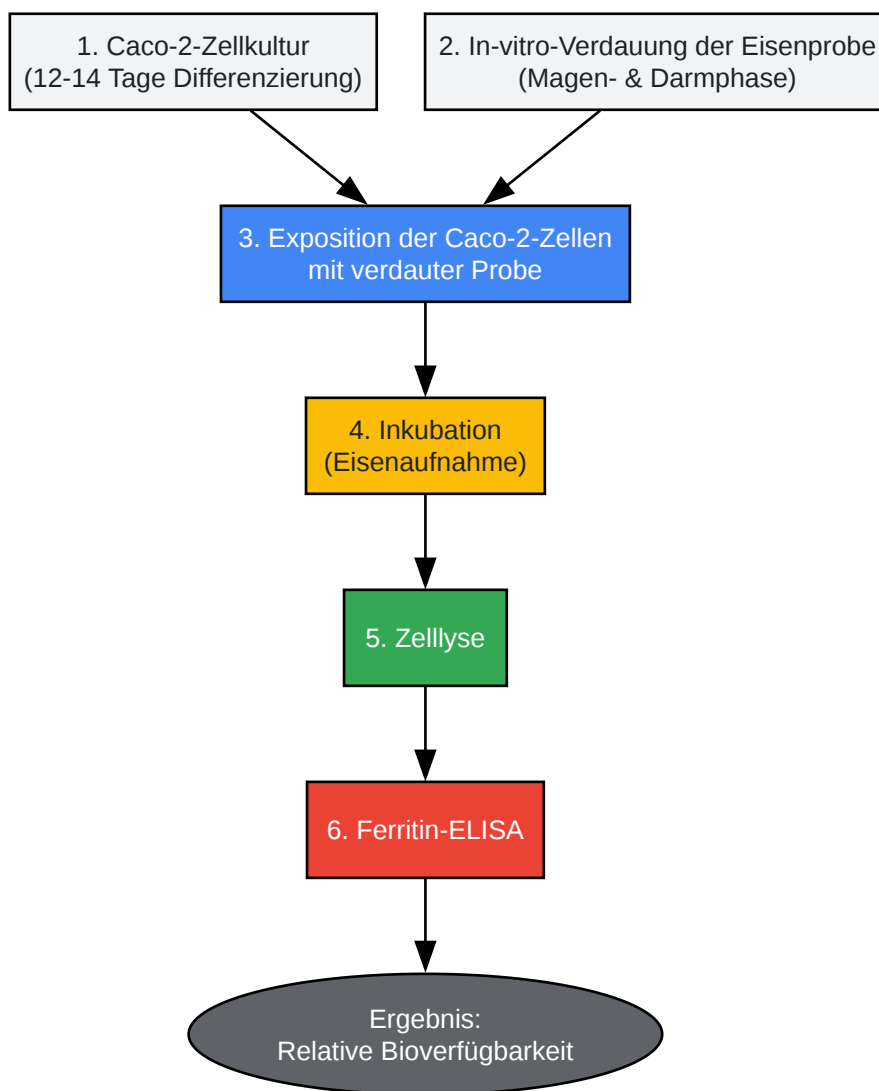 1. Caco-2-Zellkultur
(12-14 Tage Differenzierung)
2. In-vitro-Verdauung der Eisenprobe
(Magen- & Darmphase)
3. Exposition der Caco-2-Zellen
mit verdauter Probe
4. Inkubation
(Eisenaufnahme)
5. Zelllyse
6. Ferritin-ELISA
Ergebnis:
Relative Bioverfügbarkeit